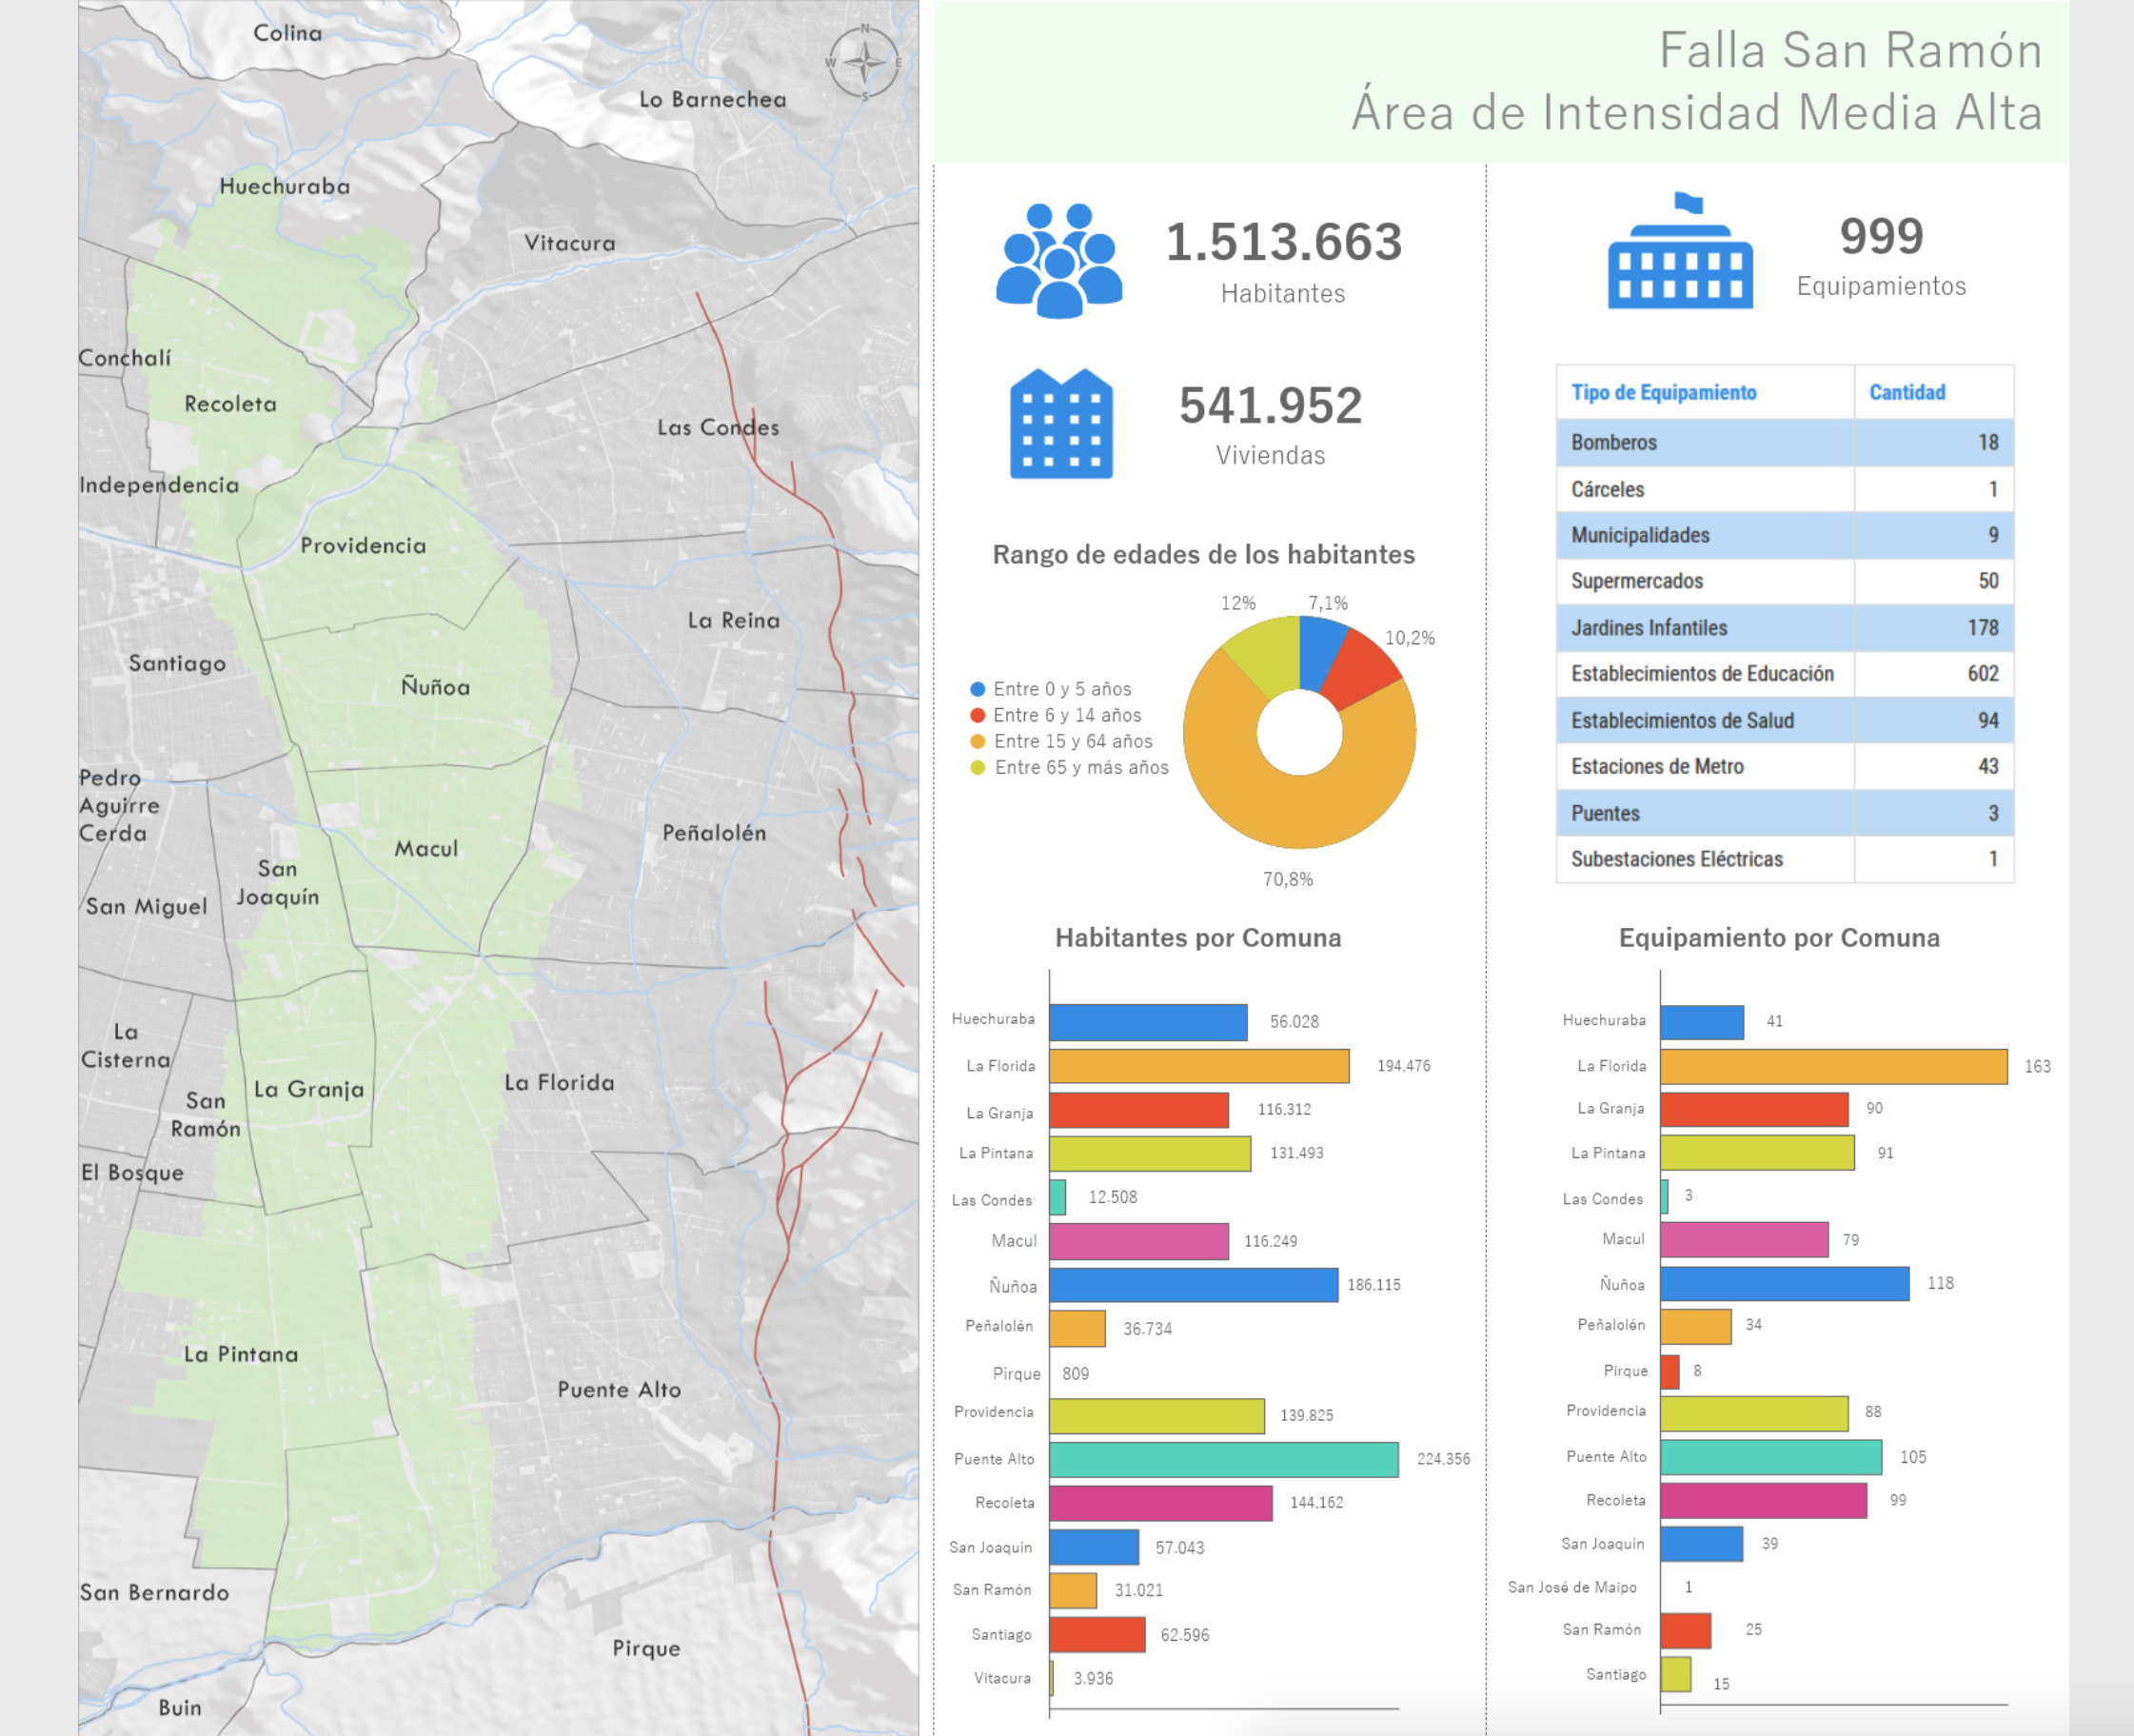 Colina
N
W
E
S
Lo Barnechea
Huechuraba
Vitacura
Conchalí
Recoleta
Las Condes
Independencia
Providencia
La Reina
Santiago
Ñuñoa
Pedro
Aguirre
Cerda
Peñalolén
Macul
San
Joaquín
San Miguel
La
Cisterna
La Granja
La Florida
San
Ramón
El Bosque
La Pintana
Puente Alto
San Bernardo
Pirque
Buin
Falla San Ramón
Área de Intensidad Media Alta
1.513.663
Habitantes
541.952
Viviendas
Rango de edades de los habitantes
12%
7,1%
10,2%
70,8%
Entre 0 y 5 años
Entre 6 y 14 años
Entre 15 y 64 años
Entre 65 y más años
Habitantes por Comuna
Huechuraba 56.028
La Florida 194.476
La Granja 116.312
La Pintana 131.493
Las Condes 12.508
Macul 116.249
Ñuñoa 186.115
Peñalolén 36.734
Pirque 809
Providencia 139.825
Puente Alto 224.356
Recoleta 144.162
San Joaquín 57.043
San Ramón 31.021
Santiago 62.596
Vitacura 3.936
999
Equipamientos
Tipo de Equipamiento Cantidad
Bomberos 18
Cárceles 1
Municipalidades 9
Supermercados 50
Jardines Infantiles 178
Establecimientos de Educación 602
Establecimientos de Salud 94
Estaciones de Metro 43
Puentes 3
Subestaciones Eléctricas 1
Equipamiento por Comuna
Huechuraba 41
La Florida 163
La Granja 90
La Pintana 91
Las Condes 3
Macul 79
Ñuñoa 118
Peñalolén 34
Pirque 8
Providencia 88
Puente Alto 105
Recoleta 99
San Joaquín 39
San José de Maipo 1
San Ramón 25
Santiago 15